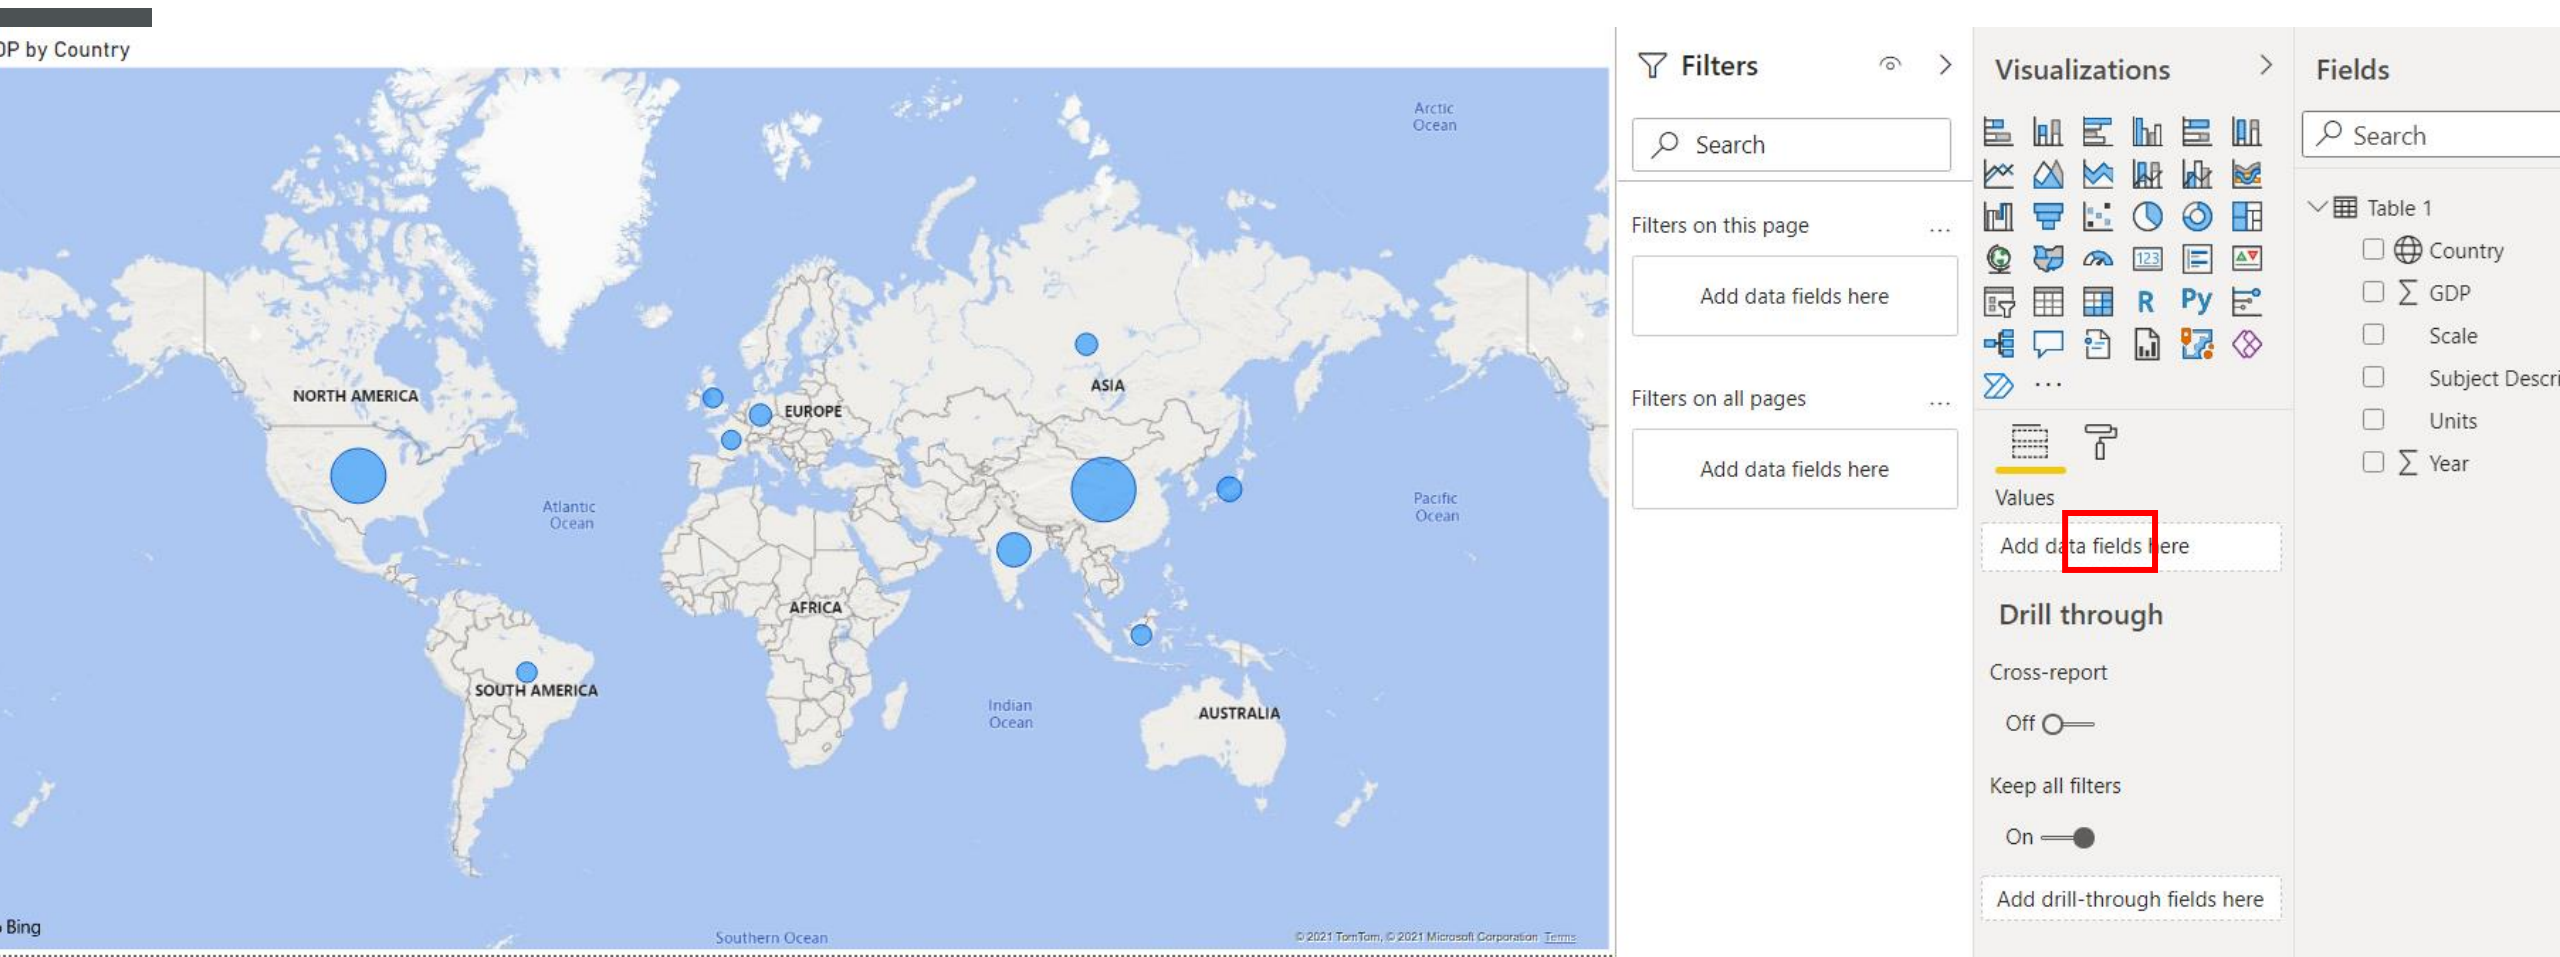 DP by Country
Arctic
Ocean
NORTH AMERICA
ASIA
EUROPE
Atlantic
Ocean
Pacific
Ocean
AFRICA
SOUTH AMERICA
Indian
Ocean
AUSTRALIA
Bing
Southern Ocean
© 2021 TomTom, © 2021 Microsoft Corporation Terms
Filters
Search
Filters on this page ...
Add data fields here
Filters on all pages ...
Add data fields here
Visualizations
123
R Py
...
Values
Add data fields here
Drill through
Cross-report
Off
Keep all filters
On
Add drill-through fields here
Fields
Search
Table 1
Country
∑ GDP
Scale
Subject Descri
Units
∑ Year